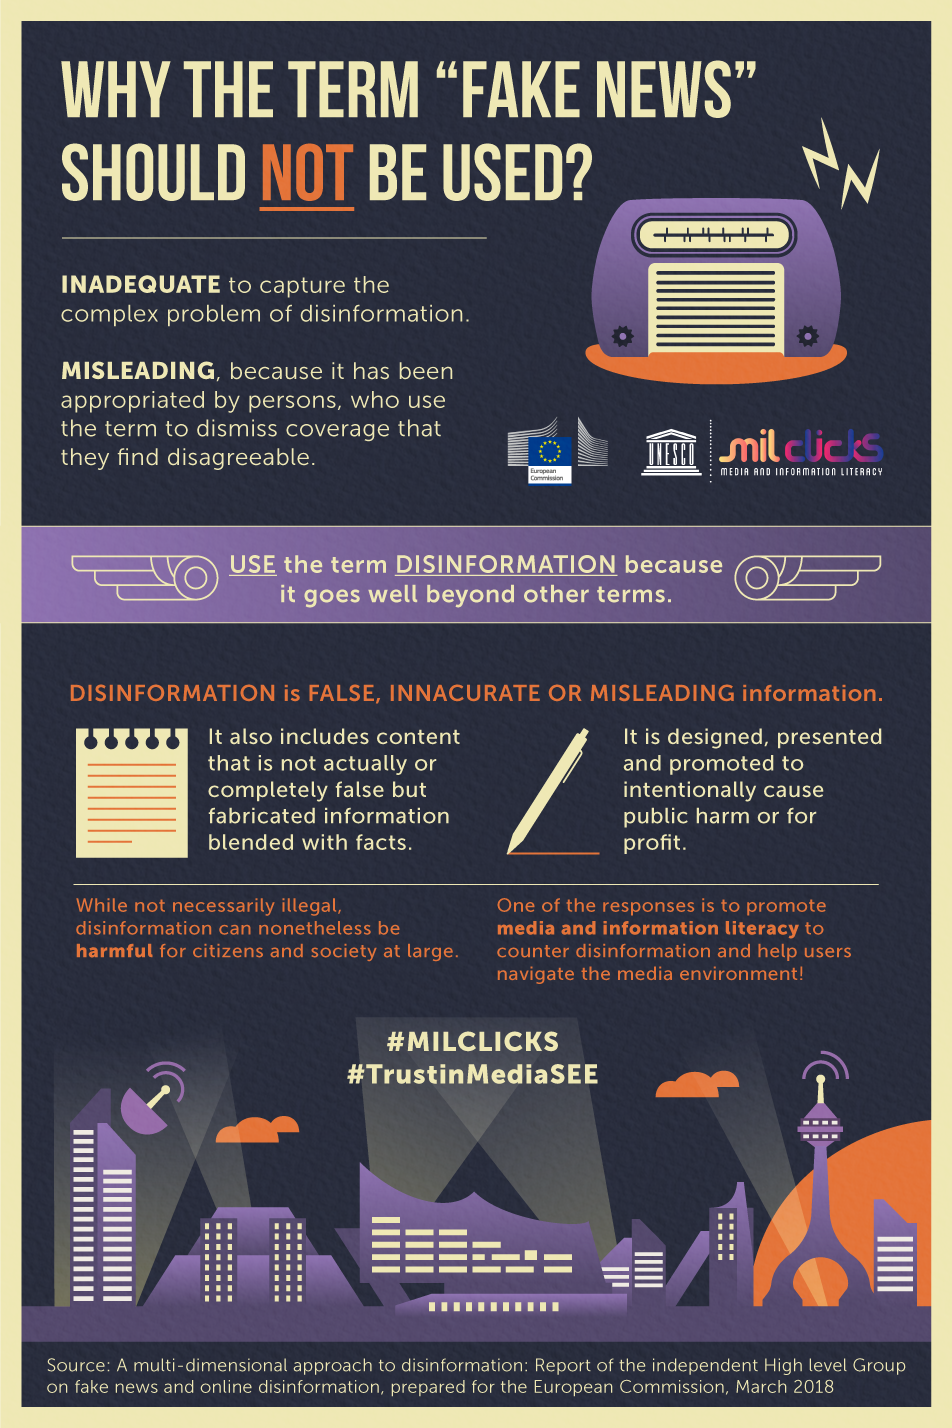 WHY THE TERM “FAKE NEWS”
SHOULD NOT BE USED?
INADEQUATE to capture the
complex problem of disinformation.
MISLEADING, because it has been
appropriated by persons, who use
the term to dismiss coverage that
they find disagreeable.
European
Commission
UNESCO
mil clicks
MEDIA AND INFORMATION LITERACY
USE the term DISINFORMATION because
it goes well beyond other terms.
DISINFORMATION is FALSE, INNACURATE OR MISLEADING information.
It also includes content
that is not actually or
completely false but
fabricated information
blended with facts.
It is designed, presented
and promoted to
intentionally cause
public harm or for
profit.
While not necessarily illegal,
disinformation can nonetheless be
harmful for citizens and society at large.
One of the responses is to promote
media and information literacy to
counter disinformation and help users
navigate the media environment!
#MILCLICKS
#TrustinMediaSEE
Source: A multi-dimensional approach to disinformation: Report of the independent High level Group
on fake news and online disinformation, prepared for the European Commission, March 2018